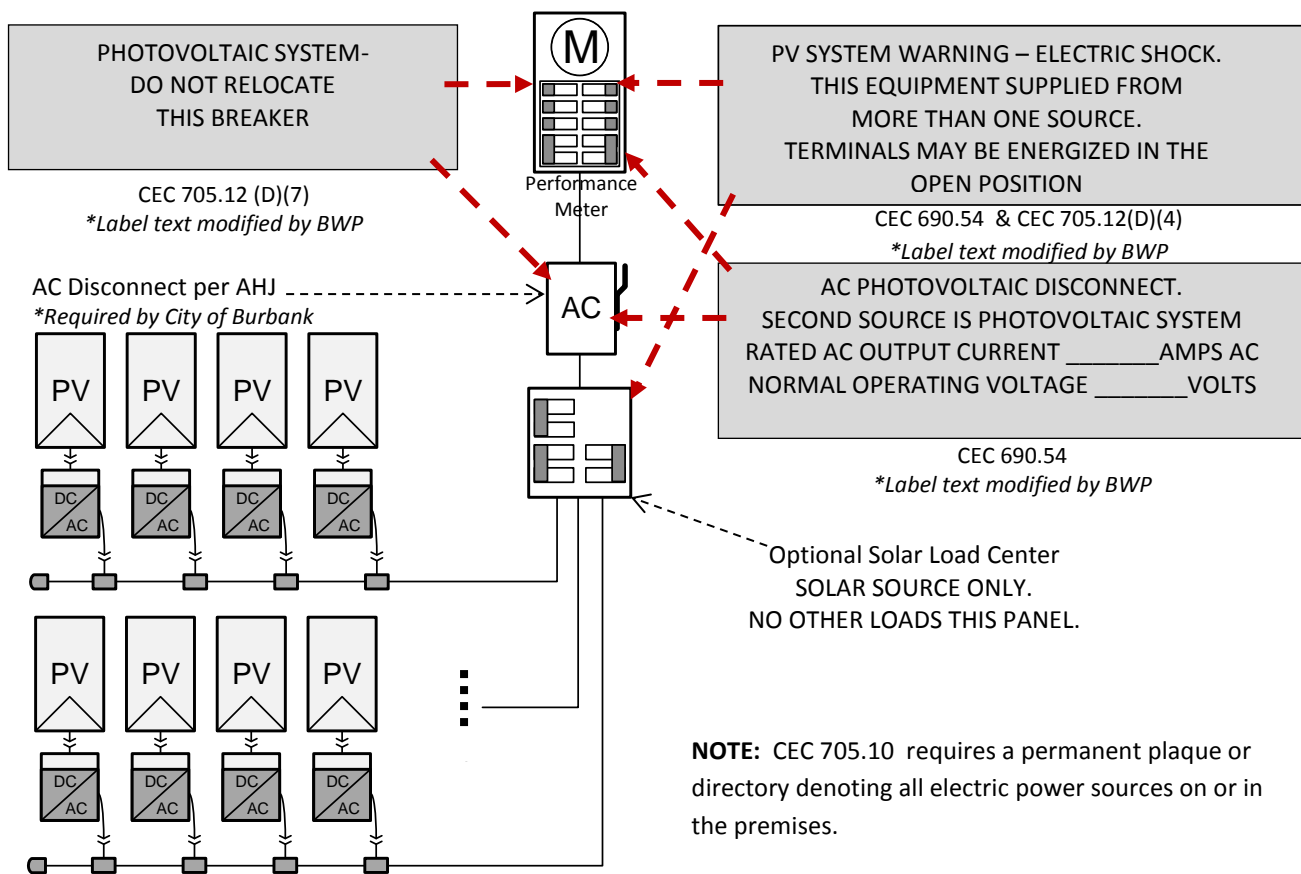 PHOTOVOLTAIC SYSTEM-
DO NOT RELOCATE
THIS BREAKER
CEC 705.12 (D)(7)
*Label text modified by BWP
M
Performance
Meter
PV SYSTEM WARNING – ELECTRIC SHOCK.
THIS EQUIPMENT SUPPLIED FROM
MORE THAN ONE SOURCE.
TERMINALS MAY BE ENERGIZED IN THE
OPEN POSITION
CEC 690.54 & CEC 705.12(D)(4)
*Label text modified by BWP
AC Disconnect per AHJ
*Required by City of Burbank
AC
AC PHOTOVOLTAIC DISCONNECT.
SECOND SOURCE IS PHOTOVOLTAIC SYSTEM
RATED AC OUTPUT CURRENT _______AMPS AC
NORMAL OPERATING VOLTAGE _______VOLTS
CEC 690.54
*Label text modified by BWP
PV PV PV PV
DC DC DC DC
AC AC AC AC
Optional Solar Load Center
SOLAR SOURCE ONLY.
NO OTHER LOADS THIS PANEL.
PV PV PV PV
DC DC DC DC
AC AC AC AC
NOTE: CEC 705.10 requires a permanent plaque or
directory denoting all electric power sources on or in
the premises.